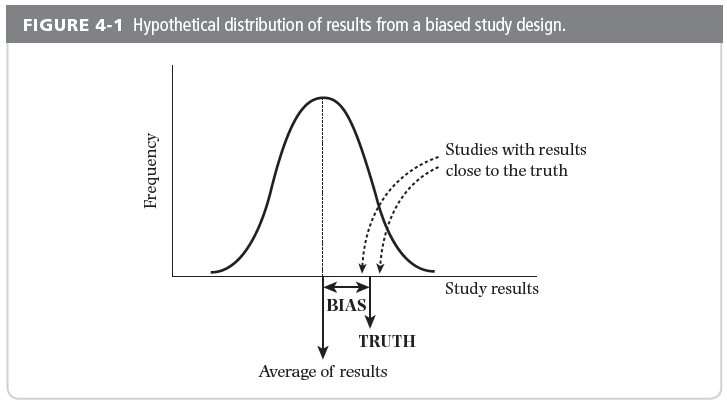 FIGURE 4-1 Hypothetical distribution of results from a biased study design.
Frequency
Studies with results
close to the truth
Study results
BIAS
TRUTH
Average of results